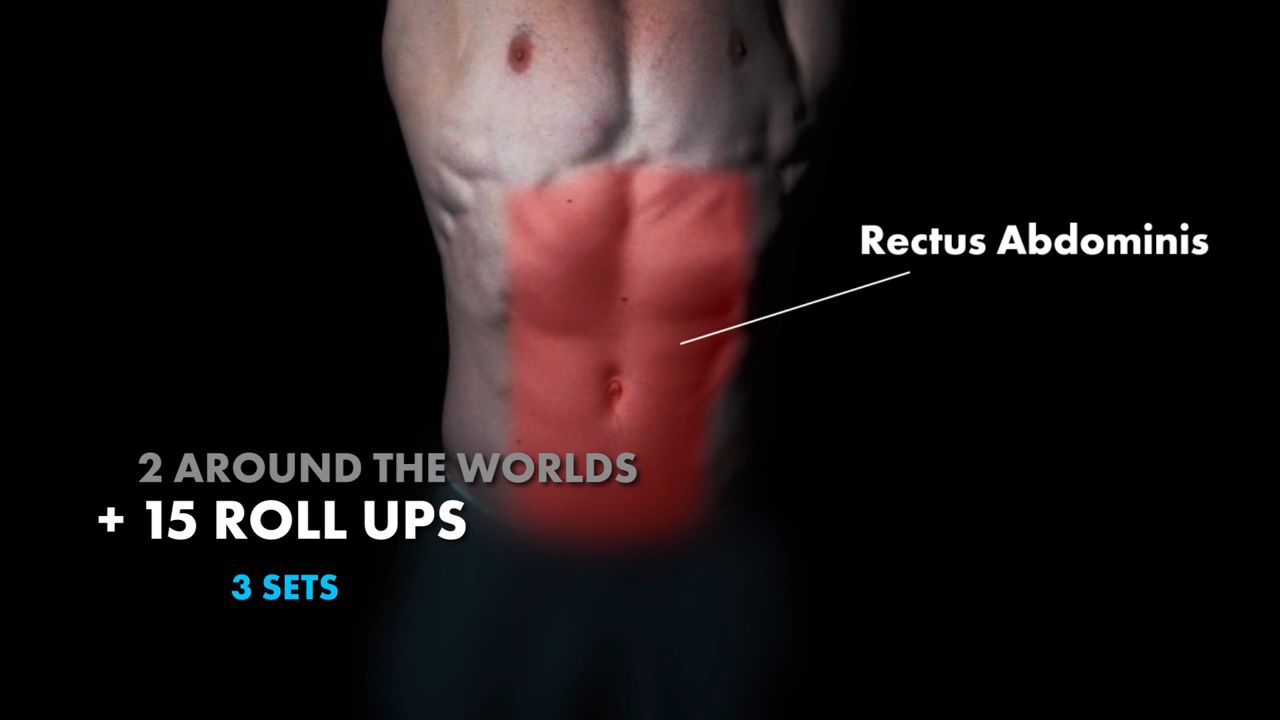 Rectus Abdominis
2 AROUND THE WORLDS
+ 15 ROLL UPS
3 SETS